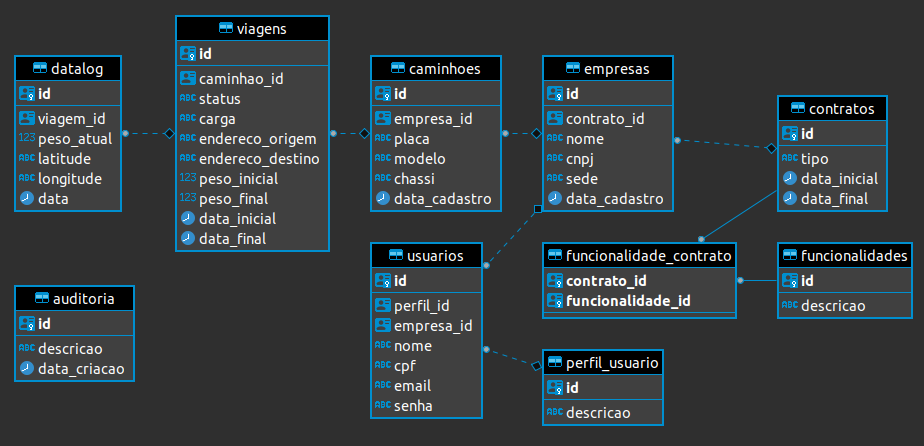 datalog
id
viagem_id
peso_atual
latitude
longitude
data
viagens
id
caminhao_id
status
carga
endereco_origem
endereco_destino
peso_inicial
peso_final
data_inicial
data_final
caminhoes
id
empresa_id
placa
modelo
chassi
data_cadastro
empresas
id
contrato_id
nome
cnpj
sede
data_cadastro
contratos
id
tipo
data_inicial
data_final
auditoria
id
descricao
data_criacao
usuarios
id
perfil_id
empresa_id
nome
cpf
email
senha
funcionalidade_contrato
contrato_id
funcionalidade_id
funcionalidades
id
descricao
perfil_usuario
id
descricao